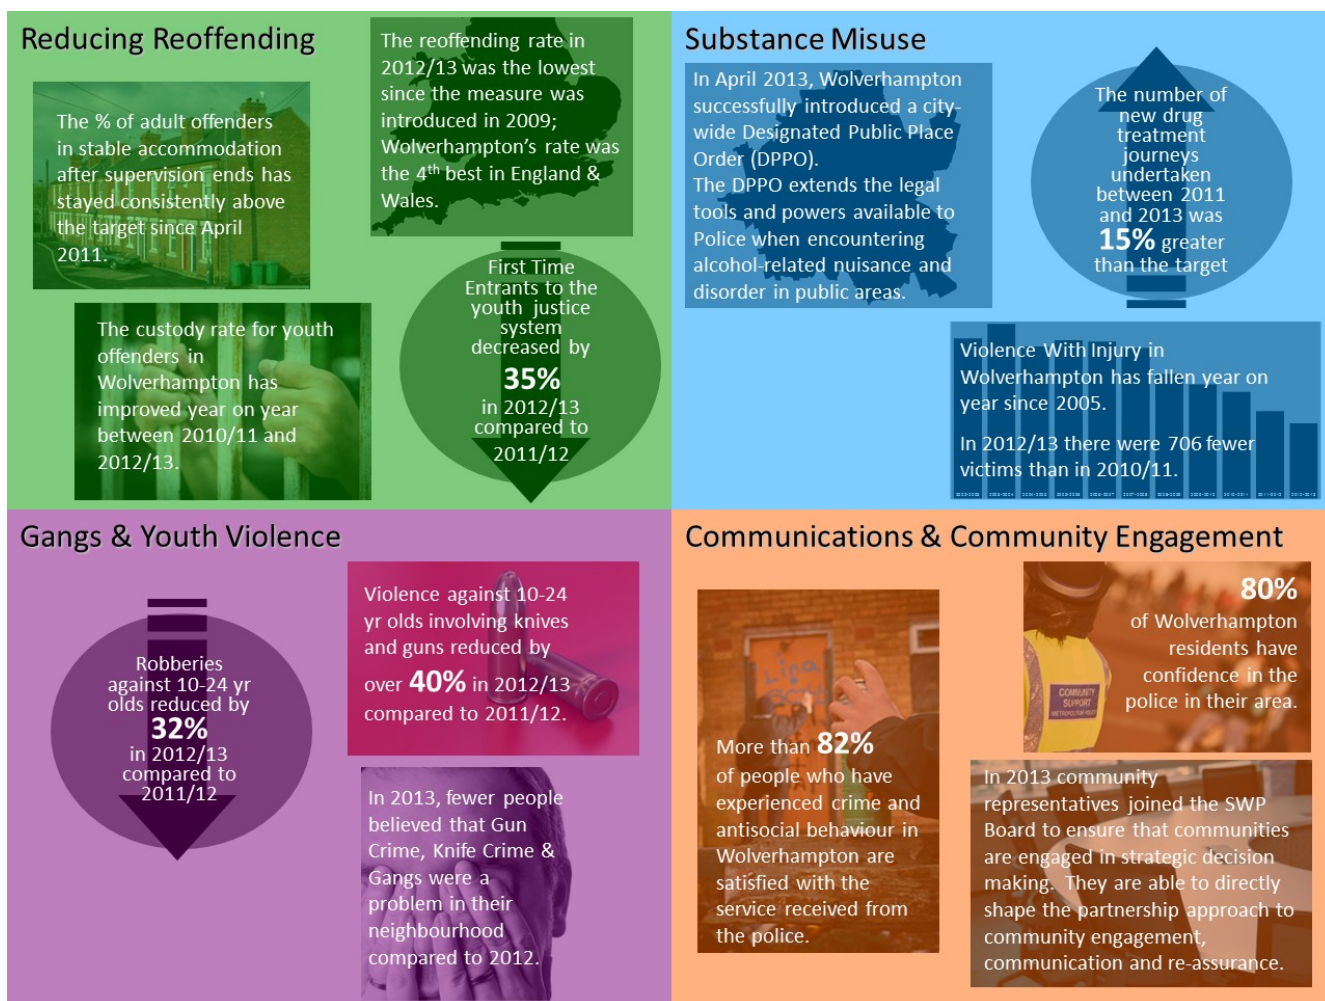 Reducing Reoffending
The % of adult offenders
in stable accommodation
after supervision ends has
stayed consistently above
the target since April
2011.
The reoffending rate in
2012/13 was the lowest
since the measure was
introduced in 2009;
Wolverhampton's rate was
the 4th best in England &
Wales.
The custody rate for youth
offenders in
Wolverhampton has
improved year on year
between 2010/11 and
2012/13.
First Time
Entrants to the
youth justice
system
decreased by
35%
in 2012/13
compared to
2011/12
Substance Misuse
In April 2013, Wolverhampton
successfully introduced a city-
wide Designated Public Place
Order (DPPO).
The DPPO extends the legal
tools and powers available to
Police when encountering
alcohol-related nuisance and
disorder in public areas.
The number of
new drug
treatment
journeys
undertaken
between 2011
and 2013 was
15% greater
than the target
Violence With Injury in
Wolverhampton has fallen year on
year since 2005.
In 2012/13 there were 706 fewer
victims than in 2010/11.
Gangs & Youth Violence
Robberies
against 10-24 yr
olds reduced by
32%
in 2012/13
compared to
2011/12
Violence against 10-24
yr olds involving knives
and guns reduced by
over 40% in 2012/13
compared to 2011/12.
In 2013, fewer people
believed that Gun
Crime, Knife Crime &
Gangs were a
problem in their
neighbourhood
compared to 2012.
Communications & Community Engagement
More than 82%
of people who have
experienced crime and
antisocial behaviour in
Wolverhampton are
satisfied with the
service received from
the police.
80%
of Wolverhampton
residents have
confidence in the
police in their area.
COMMUNITY
SUPPORT
METROPOLITAN POLICE
In 2013 community
representatives joined the SWP
Board to ensure that communities
are engaged in strategic decision
making. They are able to directly
shape the partnership approach to
community engagement,
communication and re-assurance.